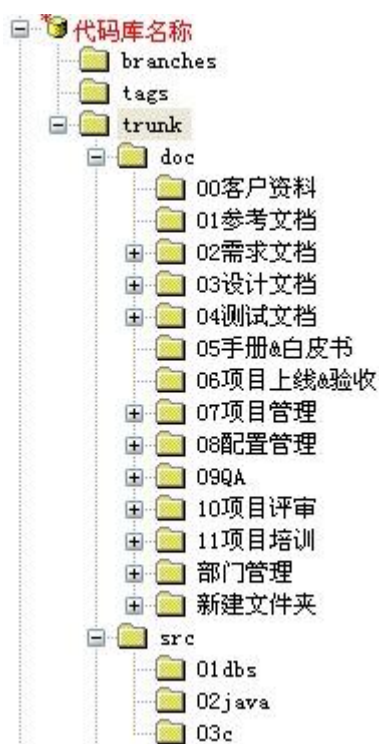 代码库名称
branches
tags
trunk
doc
00客户资料
01参考文档
02需求文档
03设计文档
04测试文档
05手册&白皮书
06项目上线&验收
07项目管理
08配置管理
09QA
10项目评审
11项目培训
部门管理
新建文件夹
src
01dbs
02java
03c